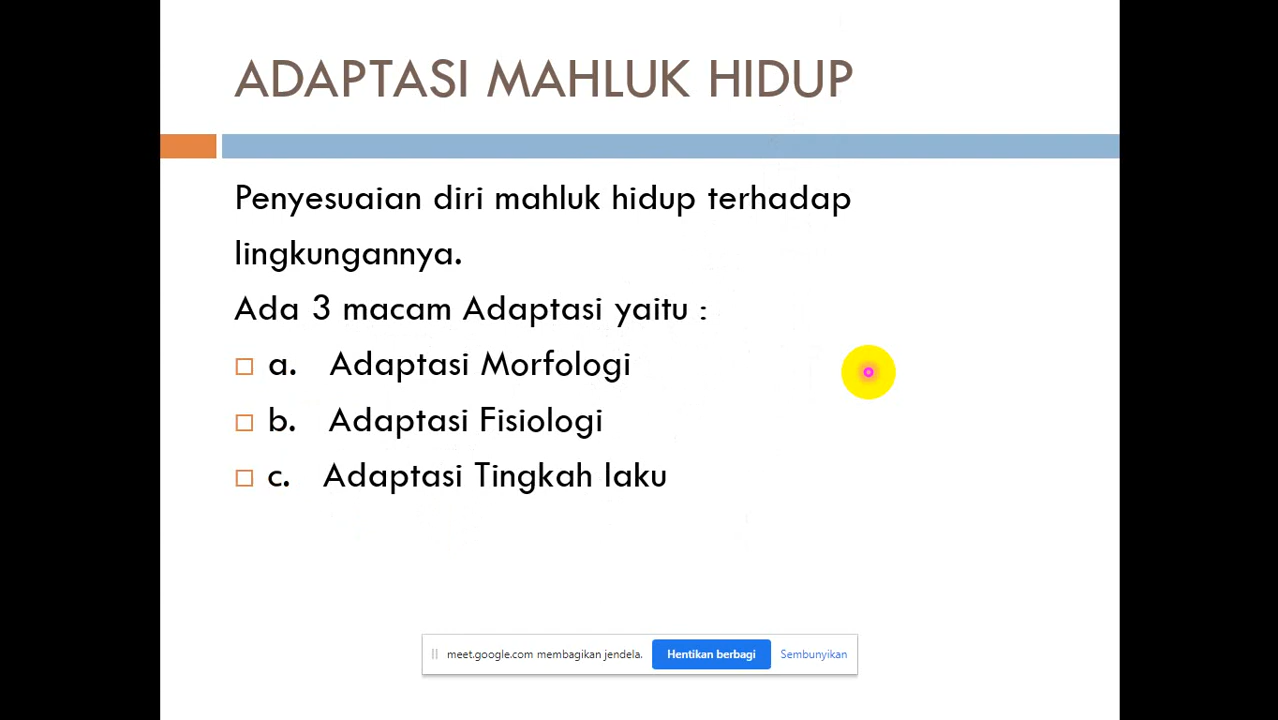 ADAPTASI MAHLUK HIDUP
Penyesuaian diri mahluk hidup terhadap
lingkungannya.
Ada 3 macam Adaptasi yaitu :
a. Adaptasi Morfologi
b. Adaptasi Fisiologi
c. Adaptasi Tingkah laku
meet.google.com membagikan jendela. Hentikan berbagi Sembunyikan